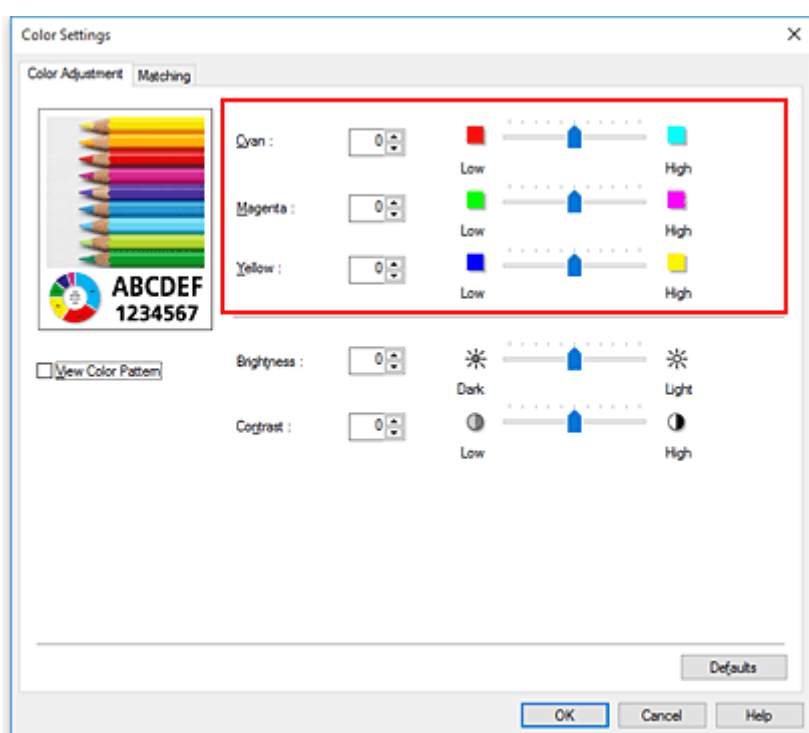 Color Settings
Color Adjustment Matching
Cyan : 0
Low High
Magenta : 0
Low High
Yellow : 0
Low High
ABCDEF
1234567
View Color Pattern
Brightness : 0
Dark Light
Contrast : 0
Low High
Defaults
OK Cancel Help